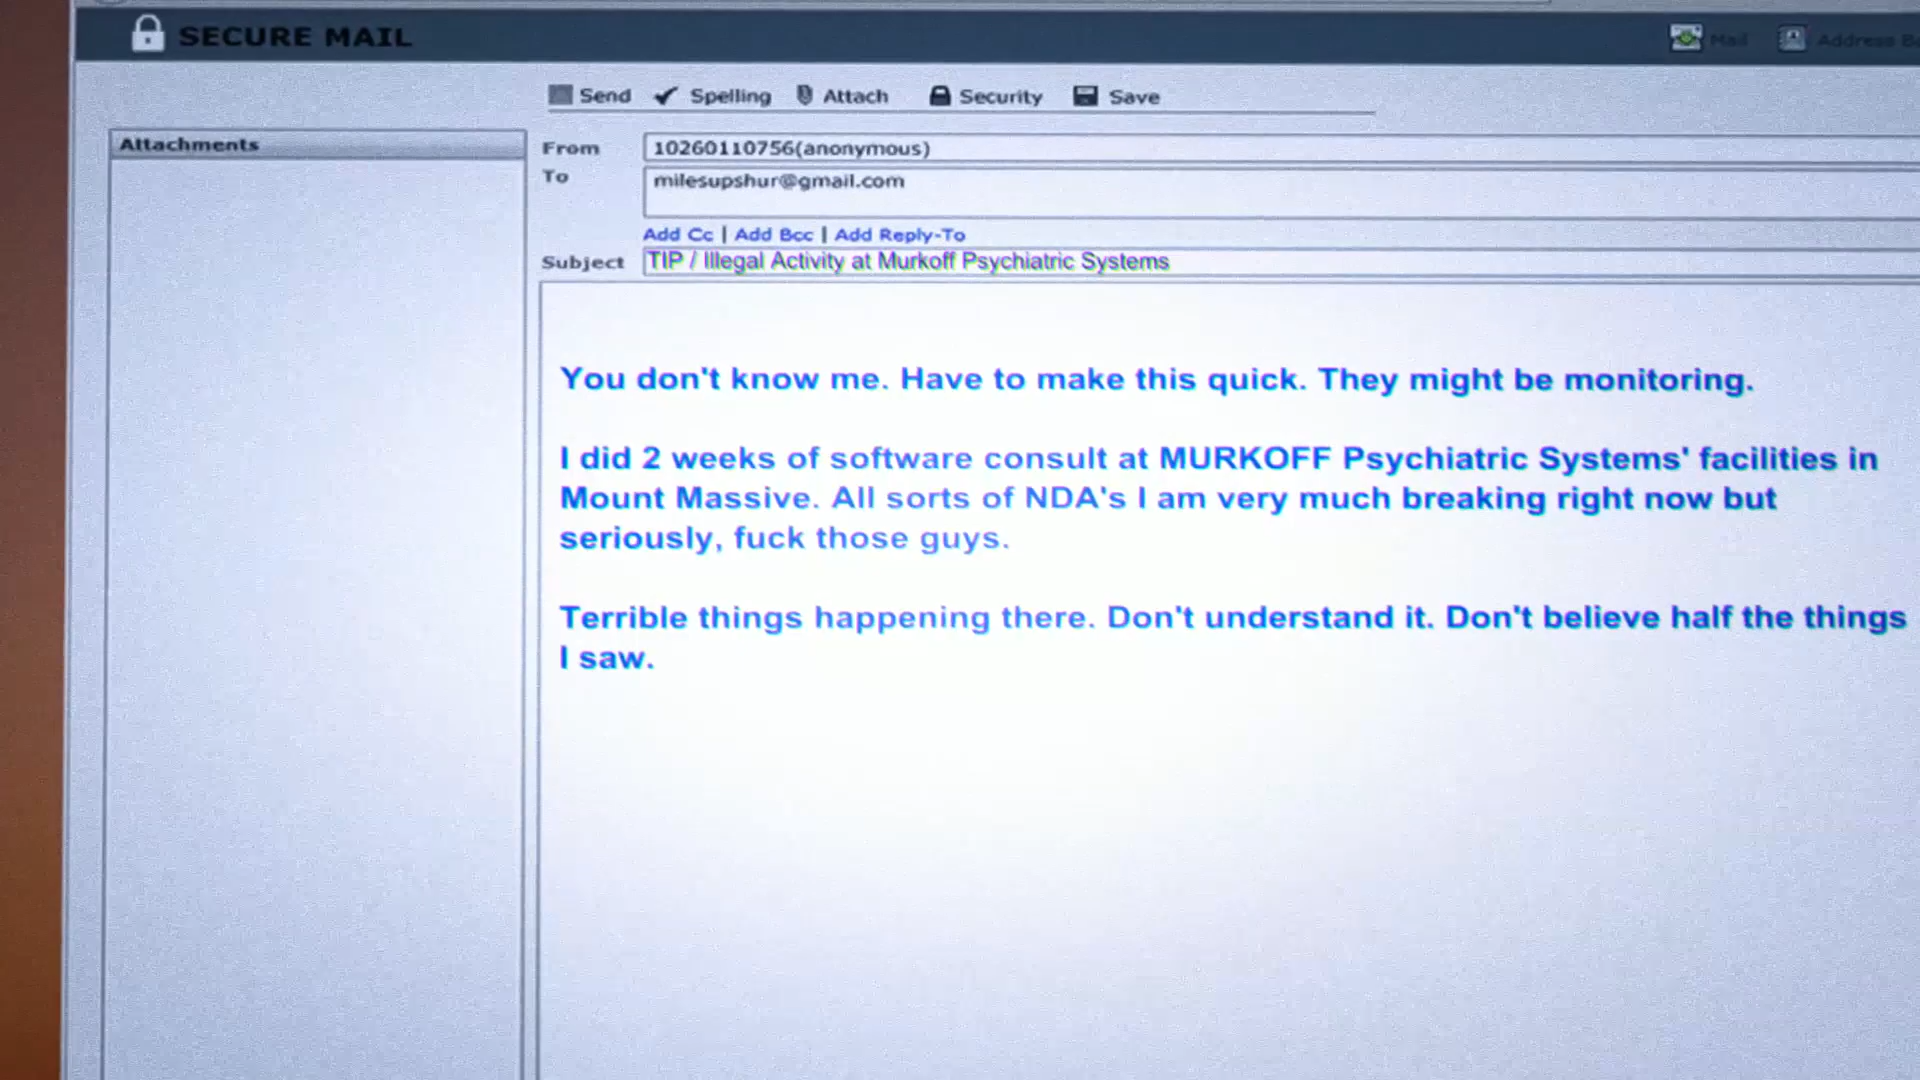 SECURE MAIL
Mail Address
Send Spelling Attach Security Save
Attachments
From 10260110756(anonymous)
To milesupshur@gmail.com
Add Cc | Add Bcc | Add Reply-To
Subject TIP / Illegal Activity at Murkoff Psychiatric Systems
You don't know me. Have to make this quick. They might be monitoring.
I did 2 weeks of software consult at MURKOFF Psychiatric Systems' facilities in
Mount Massive. All sorts of NDA's I am very much breaking right now but
seriously, fuck those guys.
Terrible things happening there. Don't understand it. Don't believe half the things
I saw.